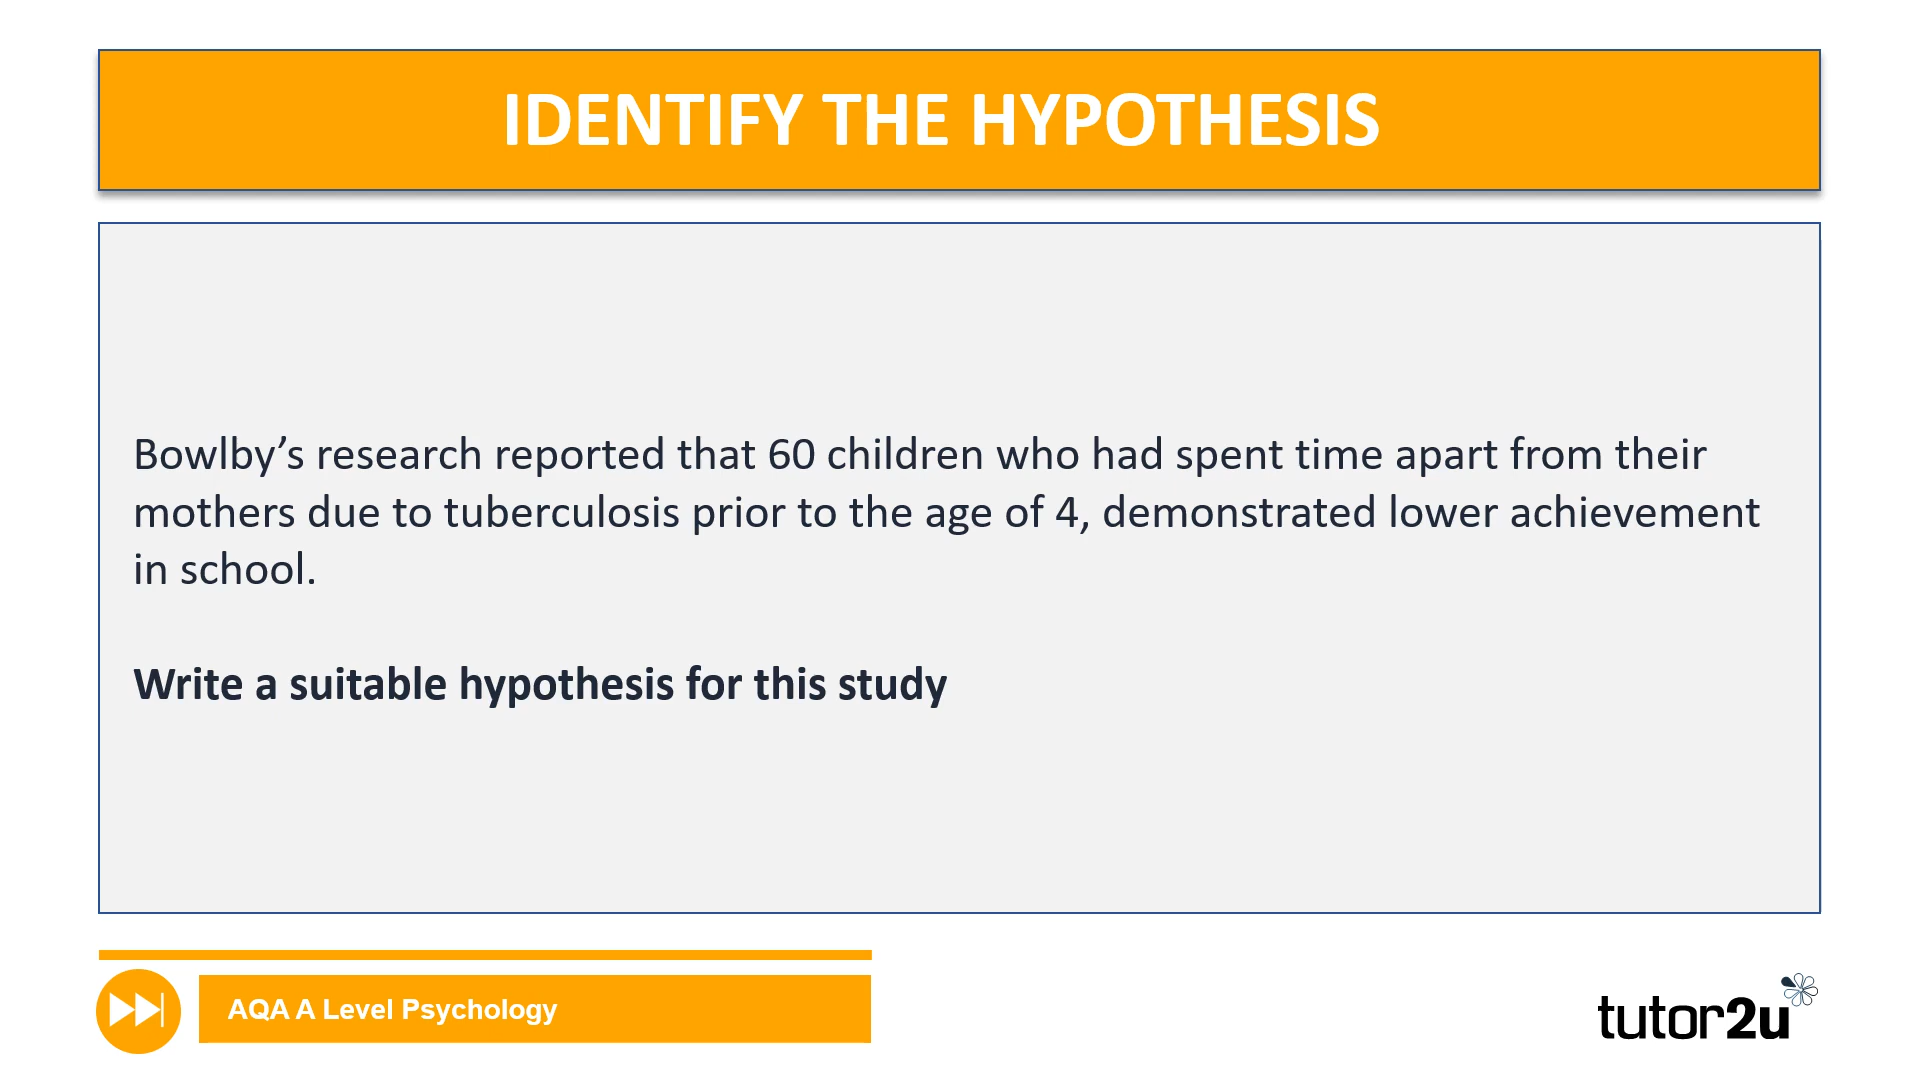 IDENTIFY THE HYPOTHESIS
Bowlby’s research reported that 60 children who had spent time apart from their
mothers due to tuberculosis prior to the age of 4, demonstrated lower achievement
in school.
Write a suitable hypothesis for this study
AQA A Level Psychology
tutor2u